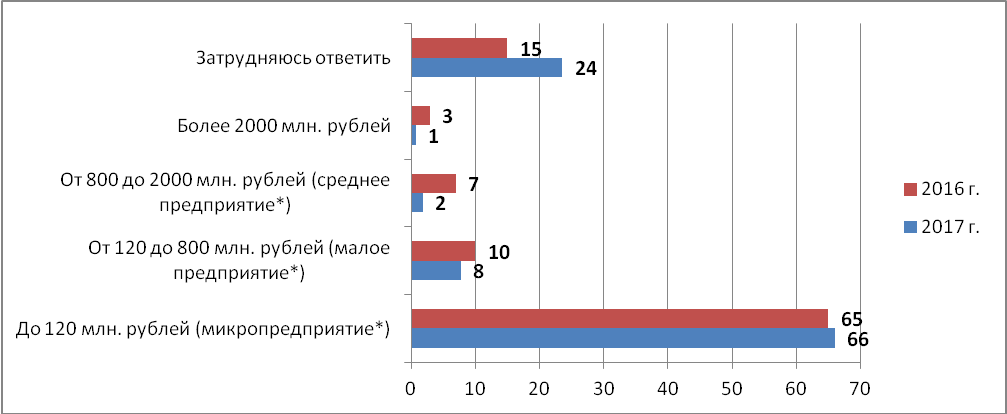 Затрудняюсь ответить
15
24
Более 2000 млн. рублей
3
1
От 800 до 2000 млн. рублей (среднее
предприятие*)
7
2
От 120 до 800 млн. рублей (малое
предприятие*)
10
8
До 120 млн. рублей (микропредприятие*)
65
66
0 10 20 30 40 50 60 70
2016 г.
2017 г.